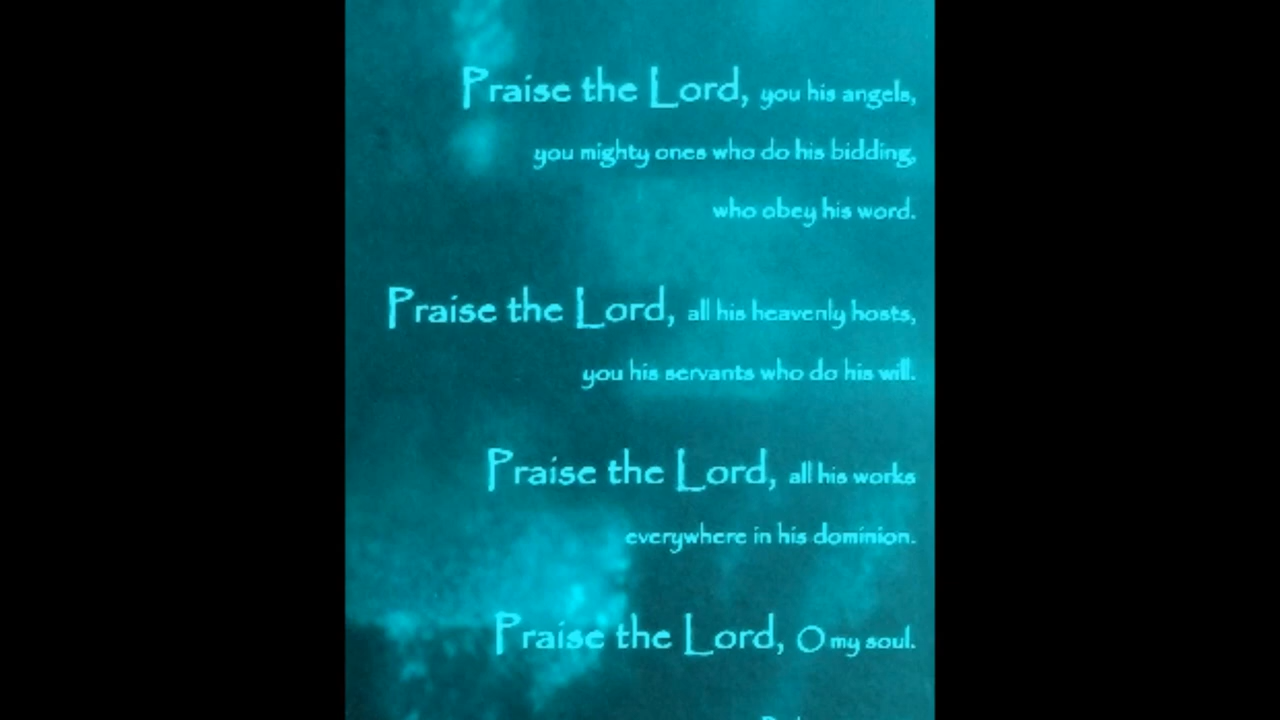 Praise the Lord, you his angels,
you mighty ones who do his bidding,
who obey his word.
Praise the Lord, all his heavenly hosts,
you his servants who do his will.
Praise the Lord, all his works
everywhere in his dominion.
Praise the Lord, O my soul.